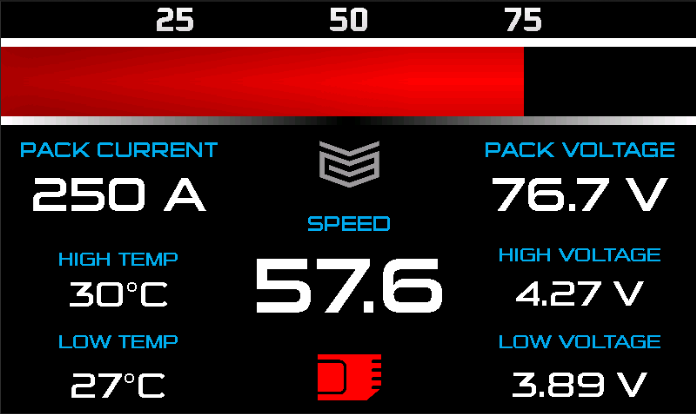 25 50 75
PACK CURRENT
250 A
HIGH TEMP
30°C
LOW TEMP
27°C
SPEED
57.6
PACK VOLTAGE
76.7 V
HIGH VOLTAGE
4.27 V
LOW VOLTAGE
3.89 V